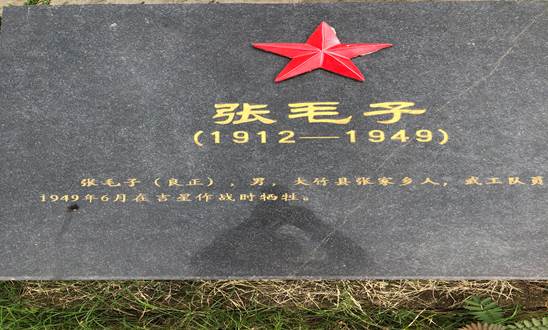 张毛子
(1912—1949)
张毛子(良正),男,大竹县张家乡人,武工队员
1949年6月在吉星作战时牺牲。